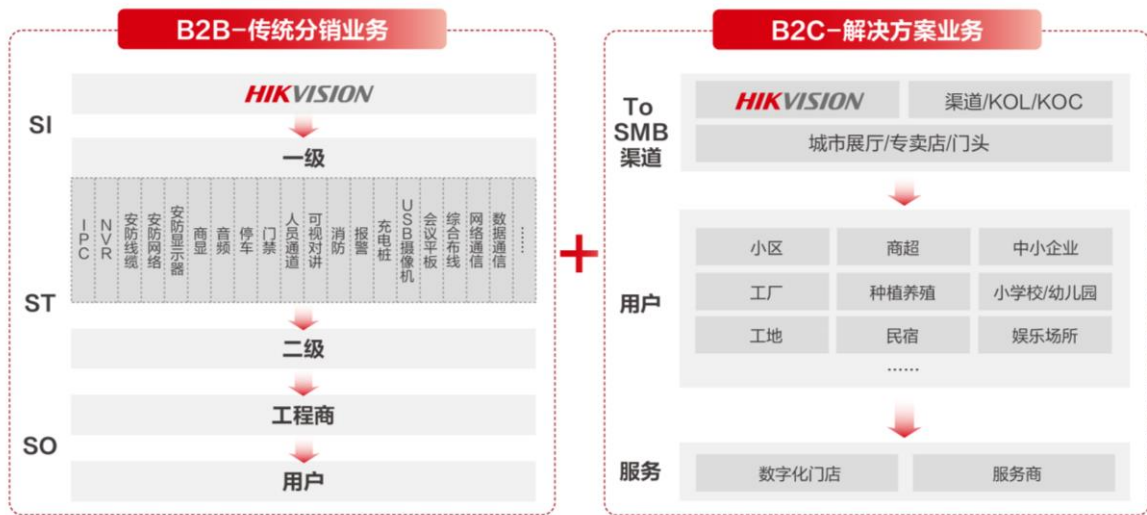 B2B-传统分销业务
HIKVISION
SI
一级
IPC
NVR
安防线缆
安防网络
安防显示器
商显
音频
停车
门禁
人员通道
可视对讲
消防
报警
充电桩
USB摄像机
会议平板
综合布线
网络通信
数据通信
……
ST
二级
工程商
SO
用户
+
B2C-解决方案业务
To
SMB
渠道
HIKVISION
渠道/KOL/KOC
城市展厅/专卖店/门头
用户
小区
商超
中小企业
工厂
种植养殖
小学校/幼儿园
工地
民宿
娱乐场所
……
服务
数字化门店
服务商